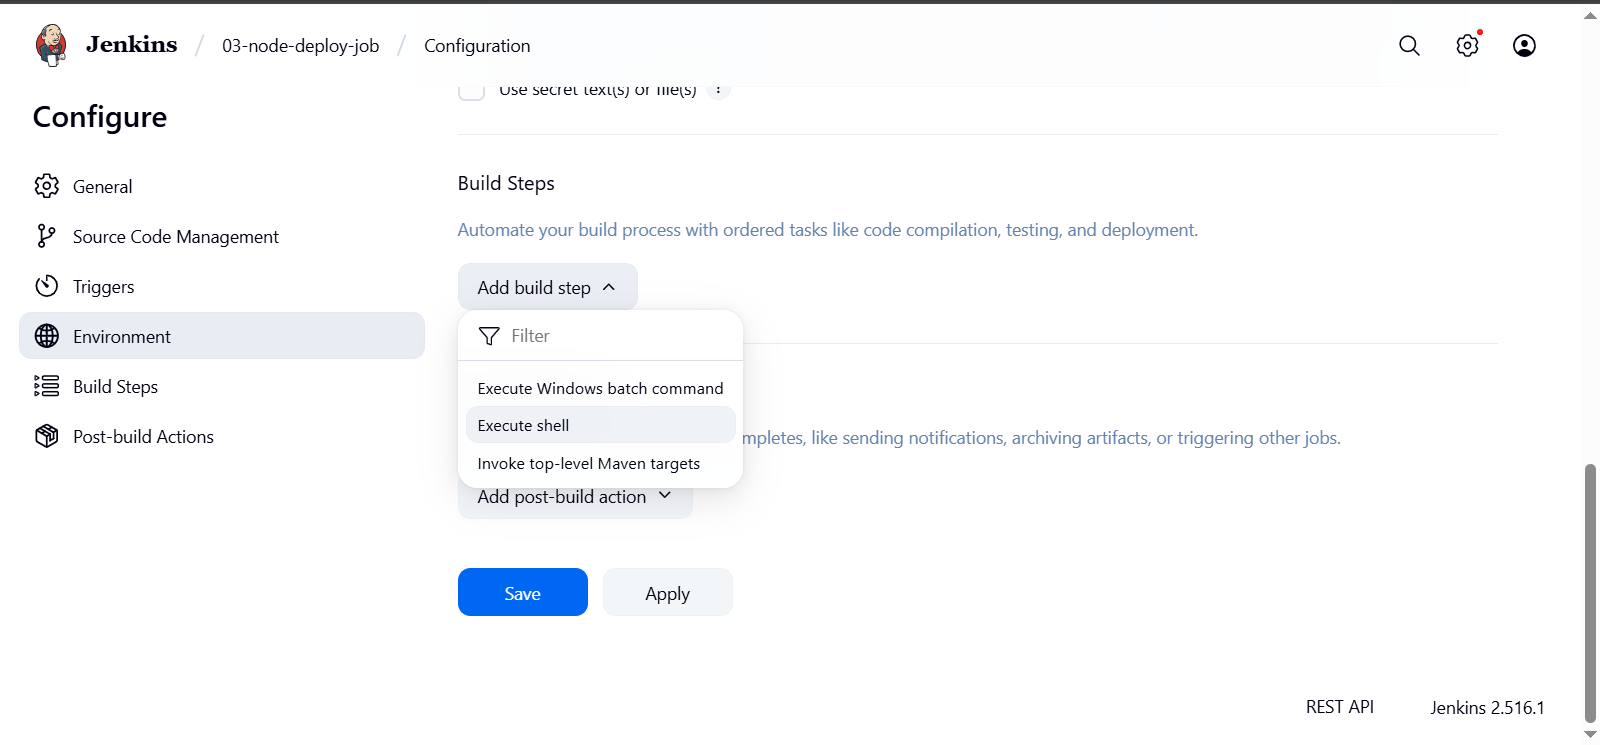 Jenkins / 03-node-deploy-job / Configuration
Configure
General
Source Code Management
Triggers
Environment
Build Steps
Post-build Actions
Use secret text(s) or file(s) ?
Build Steps
Automate your build process with ordered tasks like code compilation, testing, and deployment.
Add build step
Filter
Execute Windows batch command
Execute shell
Invoke top-level Maven targets
mpletes, like sending notifications, archiving artifacts, or triggering other jobs.
Add post-build action
Save
Apply
REST API
Jenkins 2.516.1